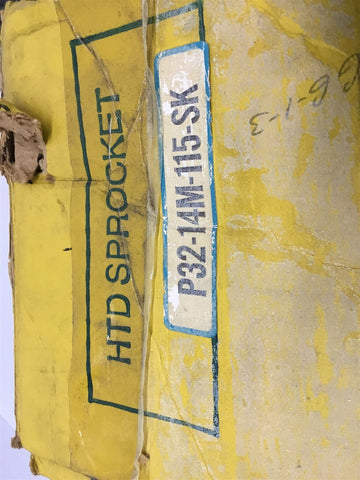 HTD SPROCKET
P32-14M-115-SK